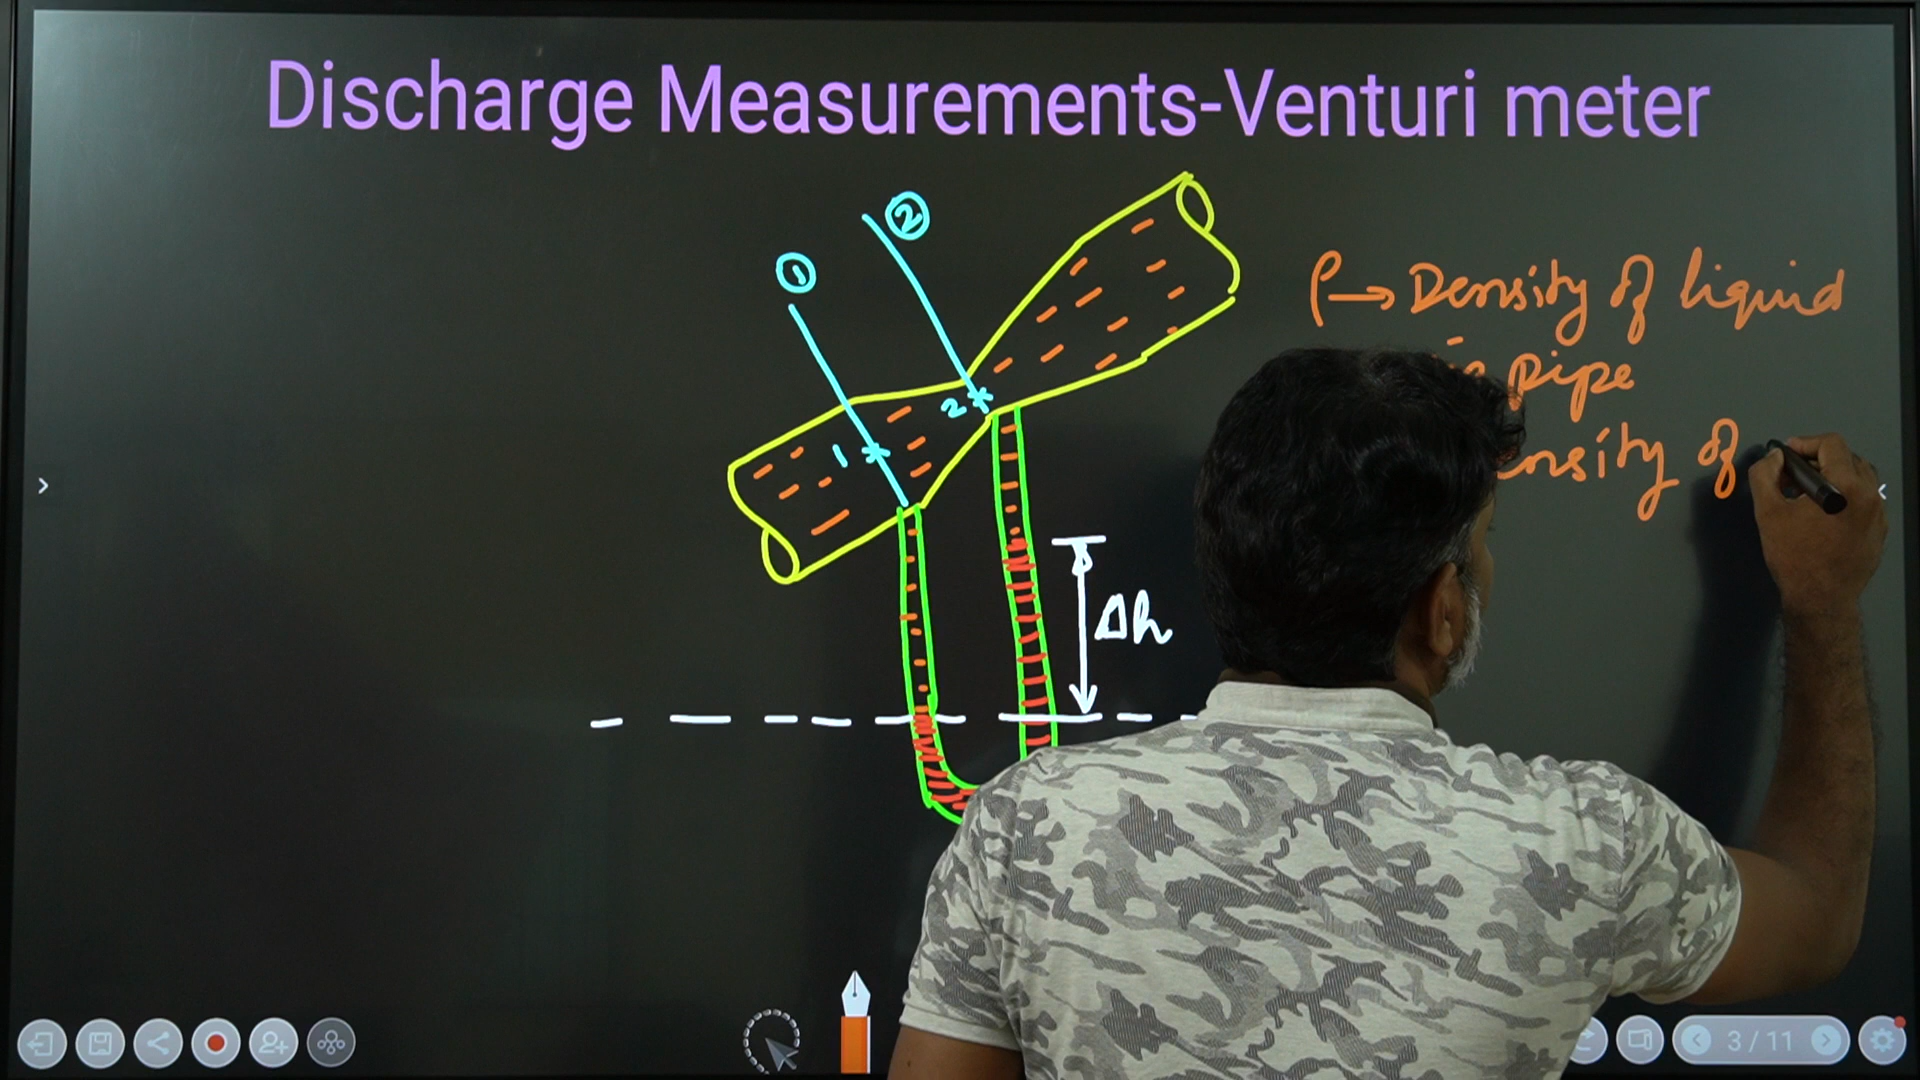 Discharge Measurements-Venturi meter
②
①
ρ → Density of liquid
pipe
2
1
ensity of
Δh
3 / 11